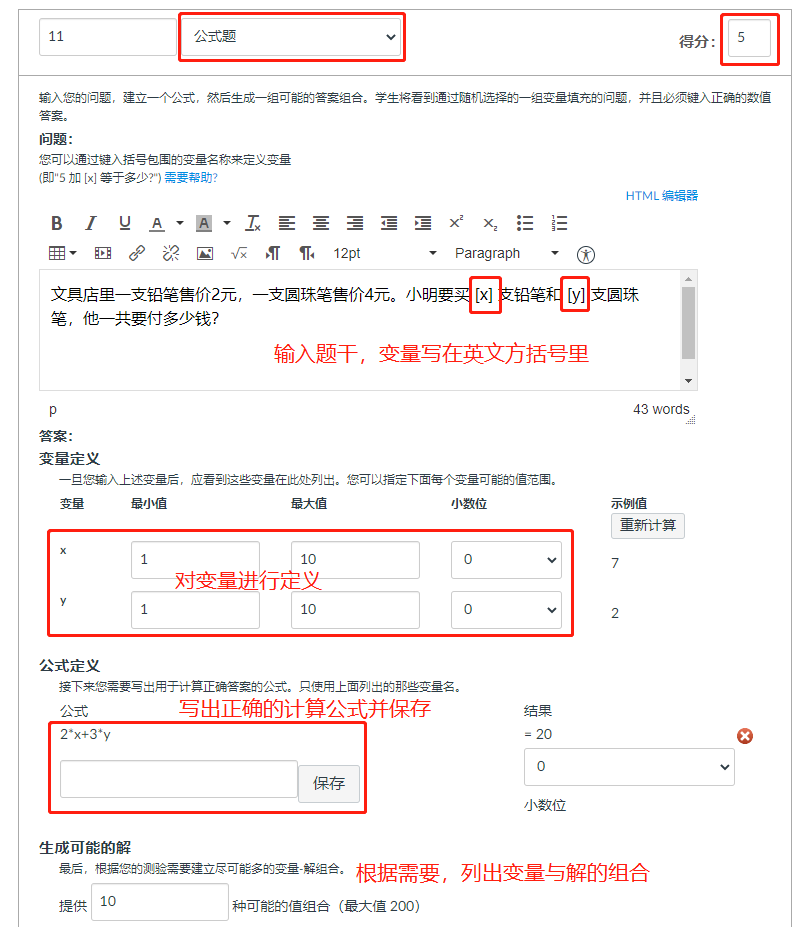 11 公式题 得分： 5
输入您的问题，建立一个公式，然后生成一组可能的答案组合。学生将看到通过随机选择的一组变量填充的问题，并且必须键入正确的数值
答案。
问题：
您可以通过键入括号包围的变量名称来定义变量
(即"5 加 [x] 等于多少?") 需要帮助?
HTML 编辑器
B I U A A Tx x² x₂
√x 12pt Paragraph
文具店里一支铅笔售价2元，一支圆珠笔售价4元。小明要买 [x] 支铅笔和 [y] 支圆珠
笔，他一共要付多少钱？
输入题干，变量写在英文方括号里
p 43 words
答案：
变量定义
一旦您输入上述变量后，应看到这些变量在此处列出。您可以指定下面每个变量可能的值范围。
变量 最小值 最大值 小数位 示例值
重新计算
x 1 10 0 7
对变量进行定义
y 1 10 0 2
公式定义
接下来您需要写出用于计算正确答案的公式。只使用上面列出的那些变量名。
公式 写出正确的计算公式并保存 结果
2*x+3*y = 20
0
保存
小数位
生成可能的解
最后，根据您的测验需要建立尽可能多的变量-解组合。 根据需要，列出变量与解的组合
提供 10 种可能的值组合（最大值 200）